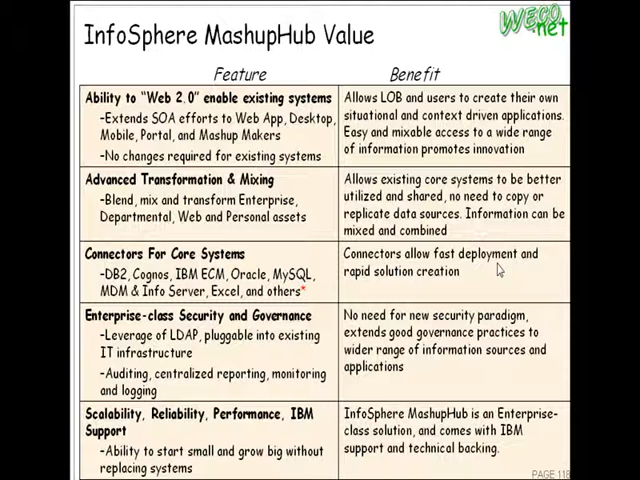 InfoSphere MashupHub Value
WECO
.net
Feature
Benefit
Ability to "Web 2.0" enable existing systems
-Extends SOA efforts to Web App, Desktop,
Mobile, Portal, and Mashup Makers
-No changes required for existing systems
Allows LOB and users to create their own
situational and context driven applications.
Easy and mixable access to a wide range
of information promotes innovation
Advanced Transformation & Mixing
-Blend, mix and transform Enterprise,
Departmental, Web and Personal assets
Allows existing core systems to be better
utilized and shared, no need to copy or
replicate data sources. Information can be
mixed and combined
Connectors For Core Systems
-DB2, Cognos, IBM ECM, Oracle, MySQL,
MDM & Info Server, Excel, and others*
Connectors allow fast deployment and
rapid solution creation
Enterprise-class Security and Governance
-Leverage of LDAP, pluggable into existing
IT infrastructure
-Auditing, centralized reporting, monitoring
and logging
No need for new security paradigm,
extends good governance practices to
wider range of information sources and
applications
Scalability, Reliability, Performance, IBM
Support
-Ability to start small and grow big without
replacing systems
InfoSphere MashupHub is an Enterprise-
class solution, and comes with IBM
support and technical backing.
PAGE 118